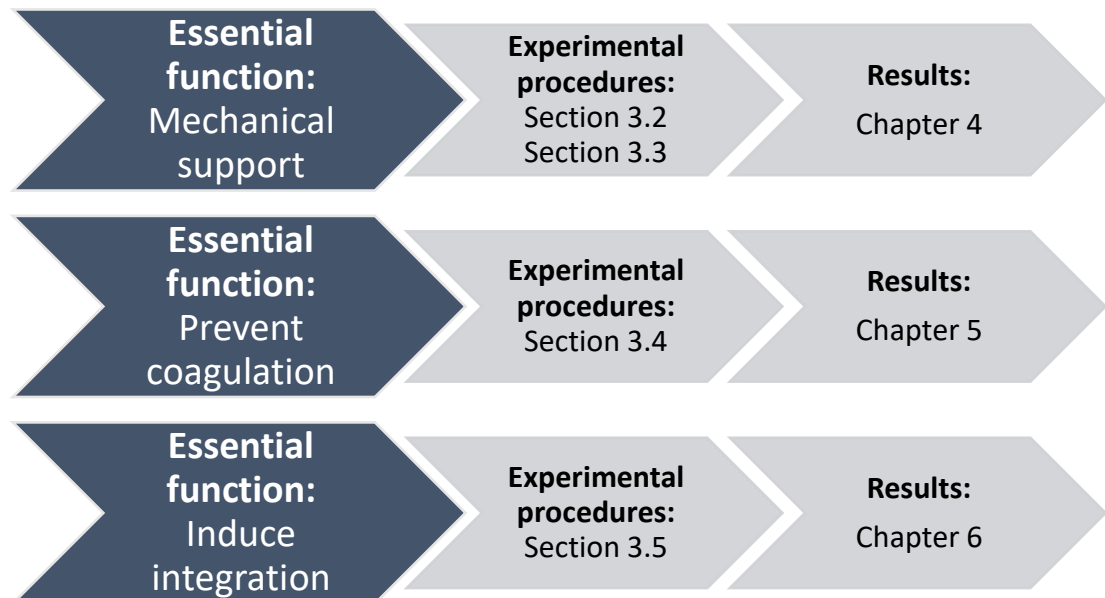 Essential
function:
Mechanical
support
Experimental
procedures:
Section 3.2
Section 3.3
Results:
Chapter 4
Essential
function:
Prevent
coagulation
Experimental
procedures:
Section 3.4
Results:
Chapter 5
Essential
function:
Induce
integration
Experimental
procedures:
Section 3.5
Results:
Chapter 6